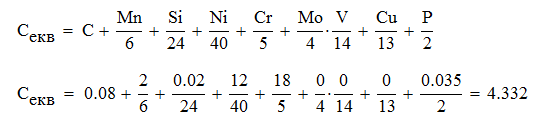 Cекв = C + Mn/6 + Si/24 + Ni/40 + Cr/5 + Mo/4·V/14 + Cu/13 + P/2
Cекв = 0.08 + 2/6 + 0.02/24 + 12/40 + 18/5 + 0/4·0/14 + 0/13 + 0.035/2 = 4.332